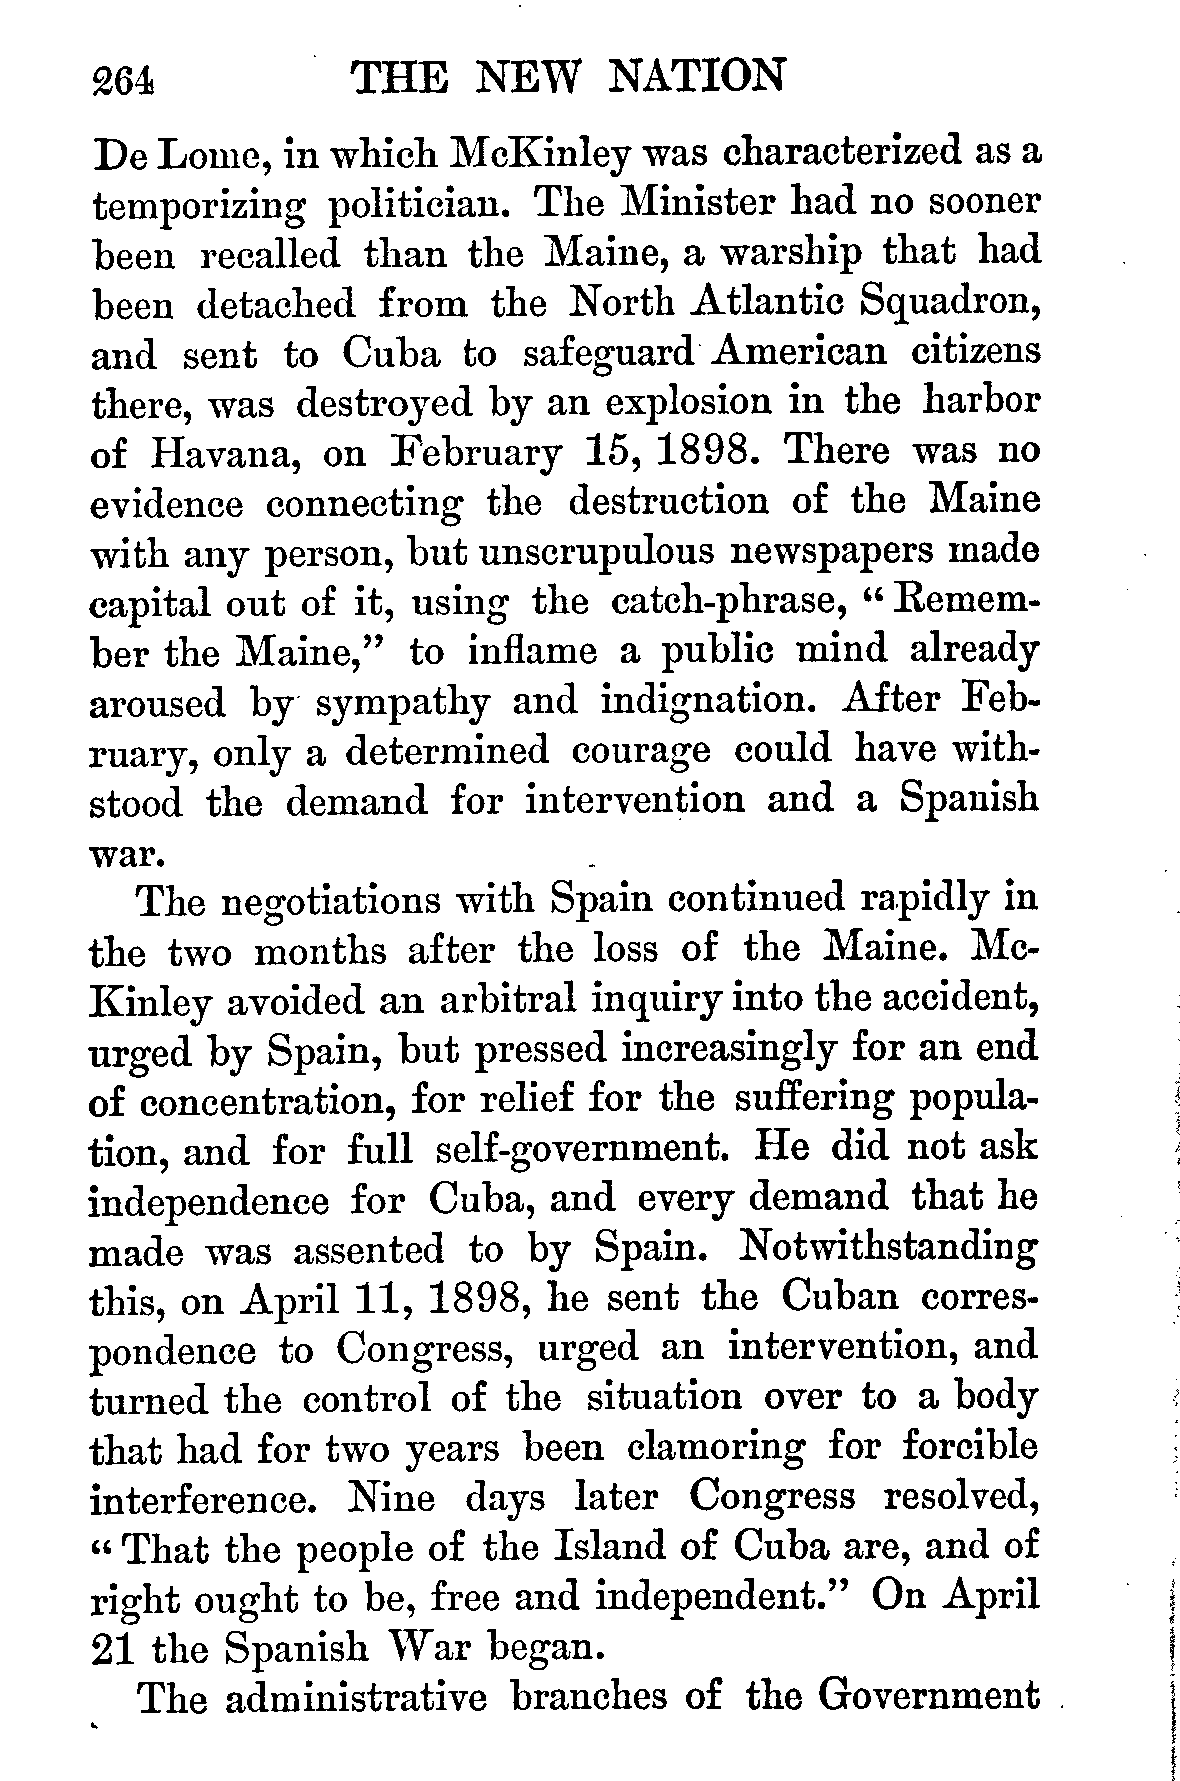 264 THE NEW NATION
De Lome, in which McKinley was characterized as a
temporizing politician. The Minister had no sooner
been recalled than the Maine, a warship that had
been detached from the North Atlantic Squadron,
and sent to Cuba to safeguard American citizens
there, was destroyed by an explosion in the harbor
of Havana, on February 15, 1898. There was no
evidence connecting the destruction of the Maine
with any person, but unscrupulous newspapers made
capital out of it, using the catch-phrase, “ Remem-
ber the Maine,” to inflame a public mind already
aroused by sympathy and indignation. After Feb-
ruary, only a determined courage could have with-
stood the demand for intervention and a Spanish
war.
The negotiations with Spain continued rapidly in
the two months after the loss of the Maine. Mc-
Kinley avoided an arbitral inquiry into the accident,
urged by Spain, but pressed increasingly for an end
of concentration, for relief for the suffering popula-
tion, and for full self-government. He did not ask
independence for Cuba, and every demand that he
made was assented to by Spain. Notwithstanding
this, on April 11, 1898, he sent the Cuban corres-
pondence to Congress, urged an intervention, and
turned the control of the situation over to a body
that had for two years been clamoring for forcible
interference. Nine days later Congress resolved,
“ That the people of the Island of Cuba are, and of
right ought to be, free and independent.” On April
21 the Spanish War began.
The administrative branches of the Government